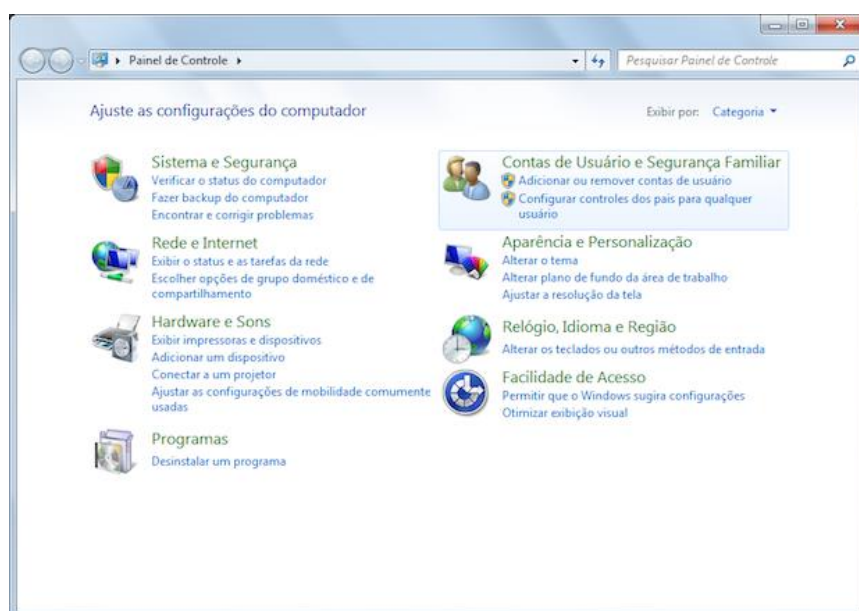 Painel de Controle
Pesquisar Painel de Controle
Ajuste as configurações do computador
Exibir por: Categoria
Sistema e Segurança
Verificar o status do computador
Fazer backup do computador
Encontrar e corrigir problemas
Rede e Internet
Exibir o status e as tarefas da rede
Escolher opções de grupo doméstico e de
compartilhamento
Hardware e Sons
Exibir impressoras e dispositivos
Adicionar um dispositivo
Conectar a um projetor
Ajustar as configurações de mobilidade comumente
usadas
Programas
Desinstalar um programa
Contas de Usuário e Segurança Familiar
Adicionar ou remover contas de usuário
Configurar controles dos pais para qualquer
usuário
Aparência e Personalização
Alterar o tema
Alterar plano de fundo da área de trabalho
Ajustar a resolução da tela
Relógio, Idioma e Região
Alterar os teclados ou outros métodos de entrada
Facilidade de Acesso
Permitir que o Windows sugira configurações
Otimizar exibição visual